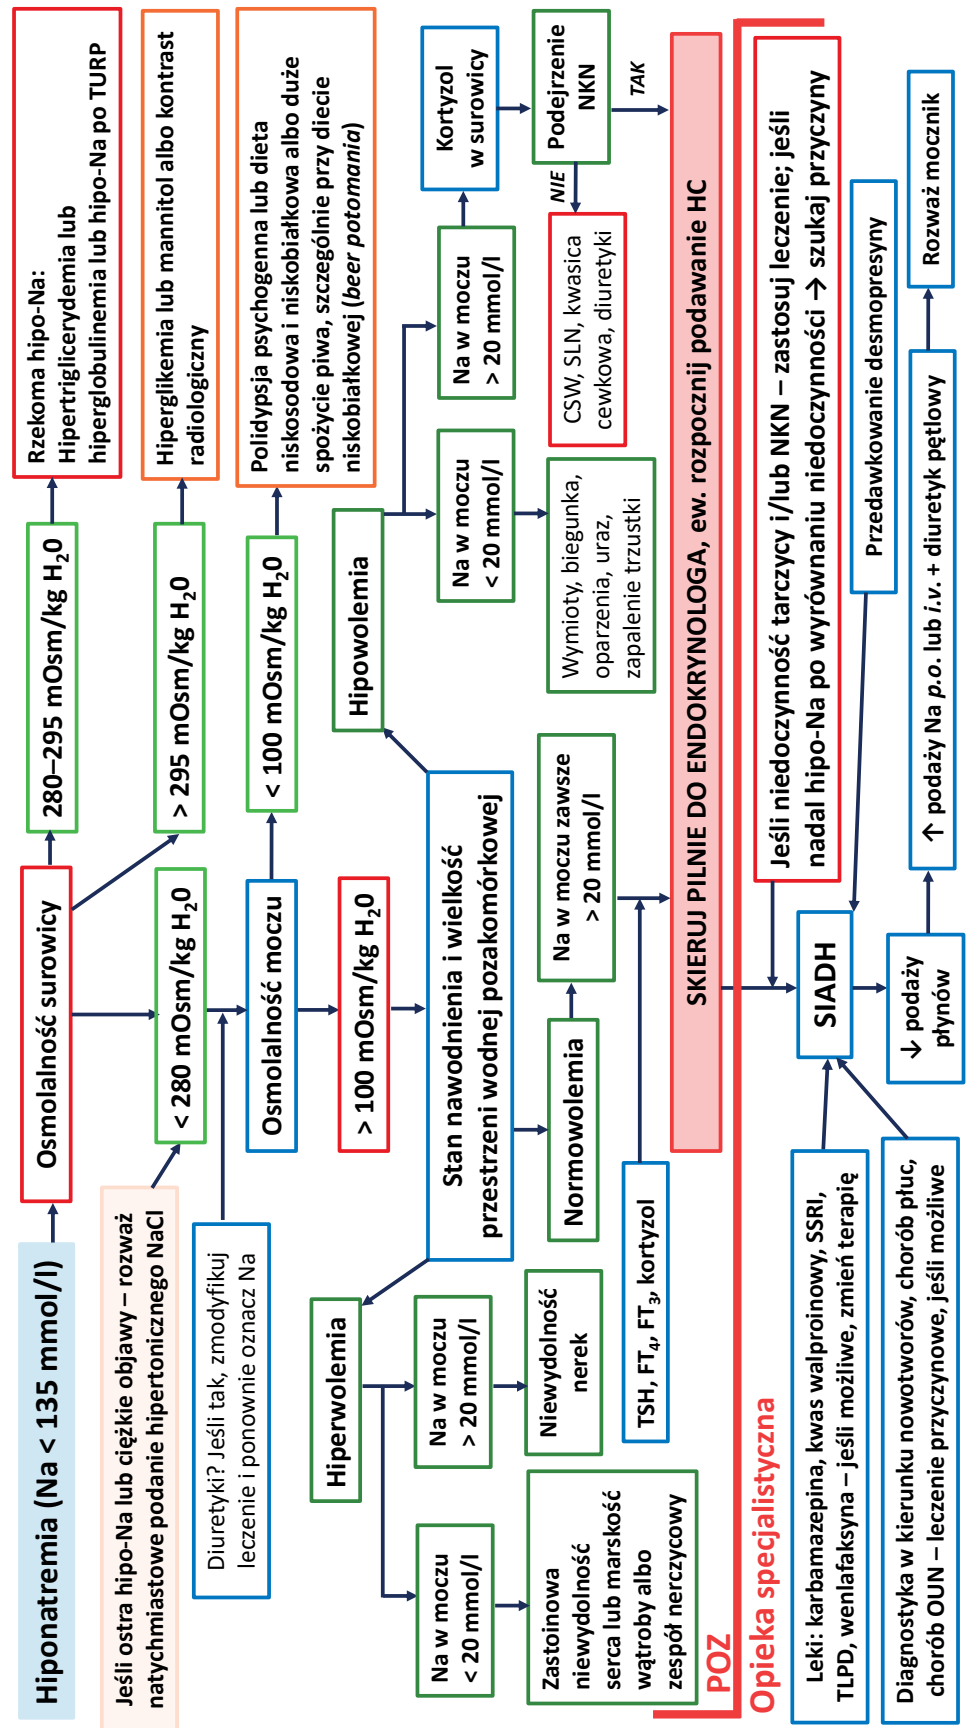 Hiponatremia (Na < 135 mmol/l)
Osmolalność surowicy
280–295 mOsm/kg H₂0
Rzekoma hipo-Na:
Hipertriglicerydemia lub
hiperglobulinemia lub hipo-Na po TURP
> 295 mOsm/kg H₂0
Hiperglikemia lub mannitol albo kontrast
radiologiczny
Jeśli ostra hipo-Na lub ciężkie objawy – rozważ
natychmiastowe podanie hipertonicznego NaCl
< 280 mOsm/kg H₂0
Diuretyki? Jeśli tak, zmodyfikuj
leczenie i ponownie oznacz Na
Osmolalność moczu
< 100 mOsm/kg H₂0
Polidypsja psychogenna lub dieta
niskosodowa i niskobiałkowa albo duże
spożycie piwa, szczególnie przy diecie
niskobiałkowej (beer potomania)
> 100 mOsm/kg H₂0
Stan nawodnienia i wielkość
przestrzeni wodnej pozakomórkowej
Hiperwolemia
Na w moczu
< 20 mmol/l
Zastoinowa
niewydolność
serca lub marskość
wątroby albo
zespół nerczycowy
Na w moczu
> 20 mmol/l
Niewydolność
nerek
Normowolemia
Na w moczu zawsze
> 20 mmol/l
TSH, FT₄, FT₃, kortyzol
Hipowolemia
Na w moczu
< 20 mmol/l
Wymioty, biegunka,
oparzenia, uraz,
zapalenie trzustki
Na w moczu
> 20 mmol/l
Kortyzol
w surowicy
Podejrzenie
NKN
NIE
TAK
CSW, SLN, kwasica
cewkowa, diuretyki
SKIERUJ PILNIE DO ENDOKRYNOLOGA, ew. rozpocznij podawanie HC
POZ
Opieka specjalistyczna
Jeśli niedoczynność tarczycy i/lub NKN – zastosuj leczenie; jeśli
nadal hipo-Na po wyrównaniu niedoczynności → szukaj przyczyny
Leki: karbamazepina, kwas walproinowy, SSRI,
TLPD, wenlafaksyna – jeśli możliwe, zmień terapię
SIADH
Przedawkowanie desmopresyny
Diagnostyka w kierunku nowotworów, chorób płuc,
chorób OUN – leczenie przyczynowe, jeśli możliwe
↓ podaży
płynów
↑ podaży Na p.o. lub i.v. + diuretyk pętlowy
Rozważ mocznik